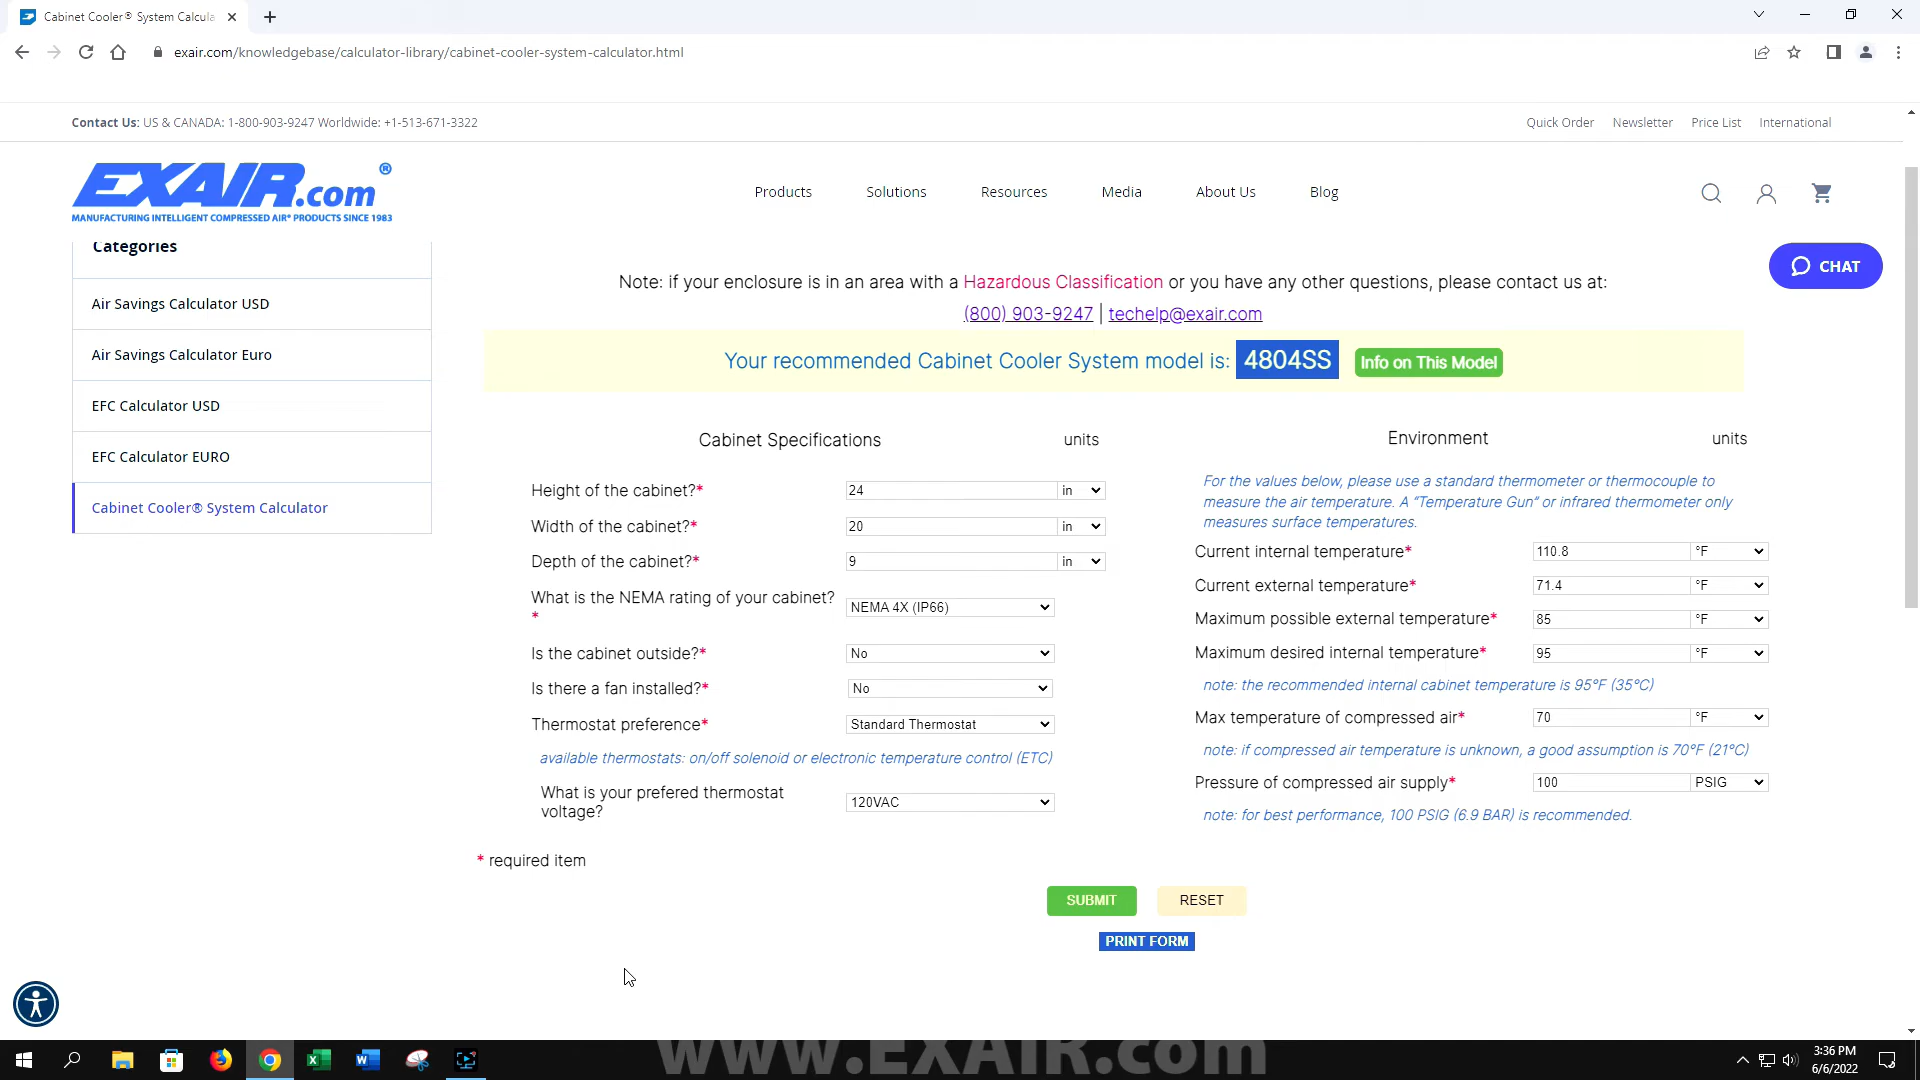 Cabinet Cooler® System Calcula
exair.com/knowledgebase/calculator-library/cabinet-cooler-system-calculator.html
Contact Us: US & CANADA: 1-800-903-9247 Worldwide: +1-513-671-3322
Quick Order Newsletter Price List International
EXAIR.com®
MANUFACTURING INTELLIGENT COMPRESSED AIR® PRODUCTS SINCE 1983
Products Solutions Resources Media About Us Blog
Categories
Air Savings Calculator USD
Air Savings Calculator Euro
EFC Calculator USD
EFC Calculator EURO
Cabinet Cooler® System Calculator
CHAT
Note: if your enclosure is in an area with a Hazardous Classification or you have any other questions, please contact us at:
(800) 903-9247 | techelp@exair.com
Your recommended Cabinet Cooler System model is: 4804SS Info on This Model
Cabinet Specifications units
Height of the cabinet?* 24 in
Width of the cabinet?* 20 in
Depth of the cabinet?* 9 in
What is the NEMA rating of your cabinet?
* NEMA 4X (IP66)
Is the cabinet outside?* No
Is there a fan installed?* No
Thermostat preference* Standard Thermostat
available thermostats: on/off solenoid or electronic temperature control (ETC)
What is your prefered thermostat
voltage? 120VAC
* required item
Environment units
For the values below, please use a standard thermometer or thermocouple to
measure the air temperature. A “Temperature Gun” or infrared thermometer only
measures surface temperatures.
Current internal temperature* 110.8 °F
Current external temperature* 71.4 °F
Maximum possible external temperature* 85 °F
Maximum desired internal temperature* 95 °F
note: the recommended internal cabinet temperature is 95°F (35°C)
Max temperature of compressed air* 70 °F
note: if compressed air temperature is unknown, a good assumption is 70°F (21°C)
Pressure of compressed air supply* 100 PSIG
note: for best performance, 100 PSIG (6.9 BAR) is recommended.
SUBMIT RESET
PRINT FORM
www.EXAIR.com
3:36 PM
6/6/2022